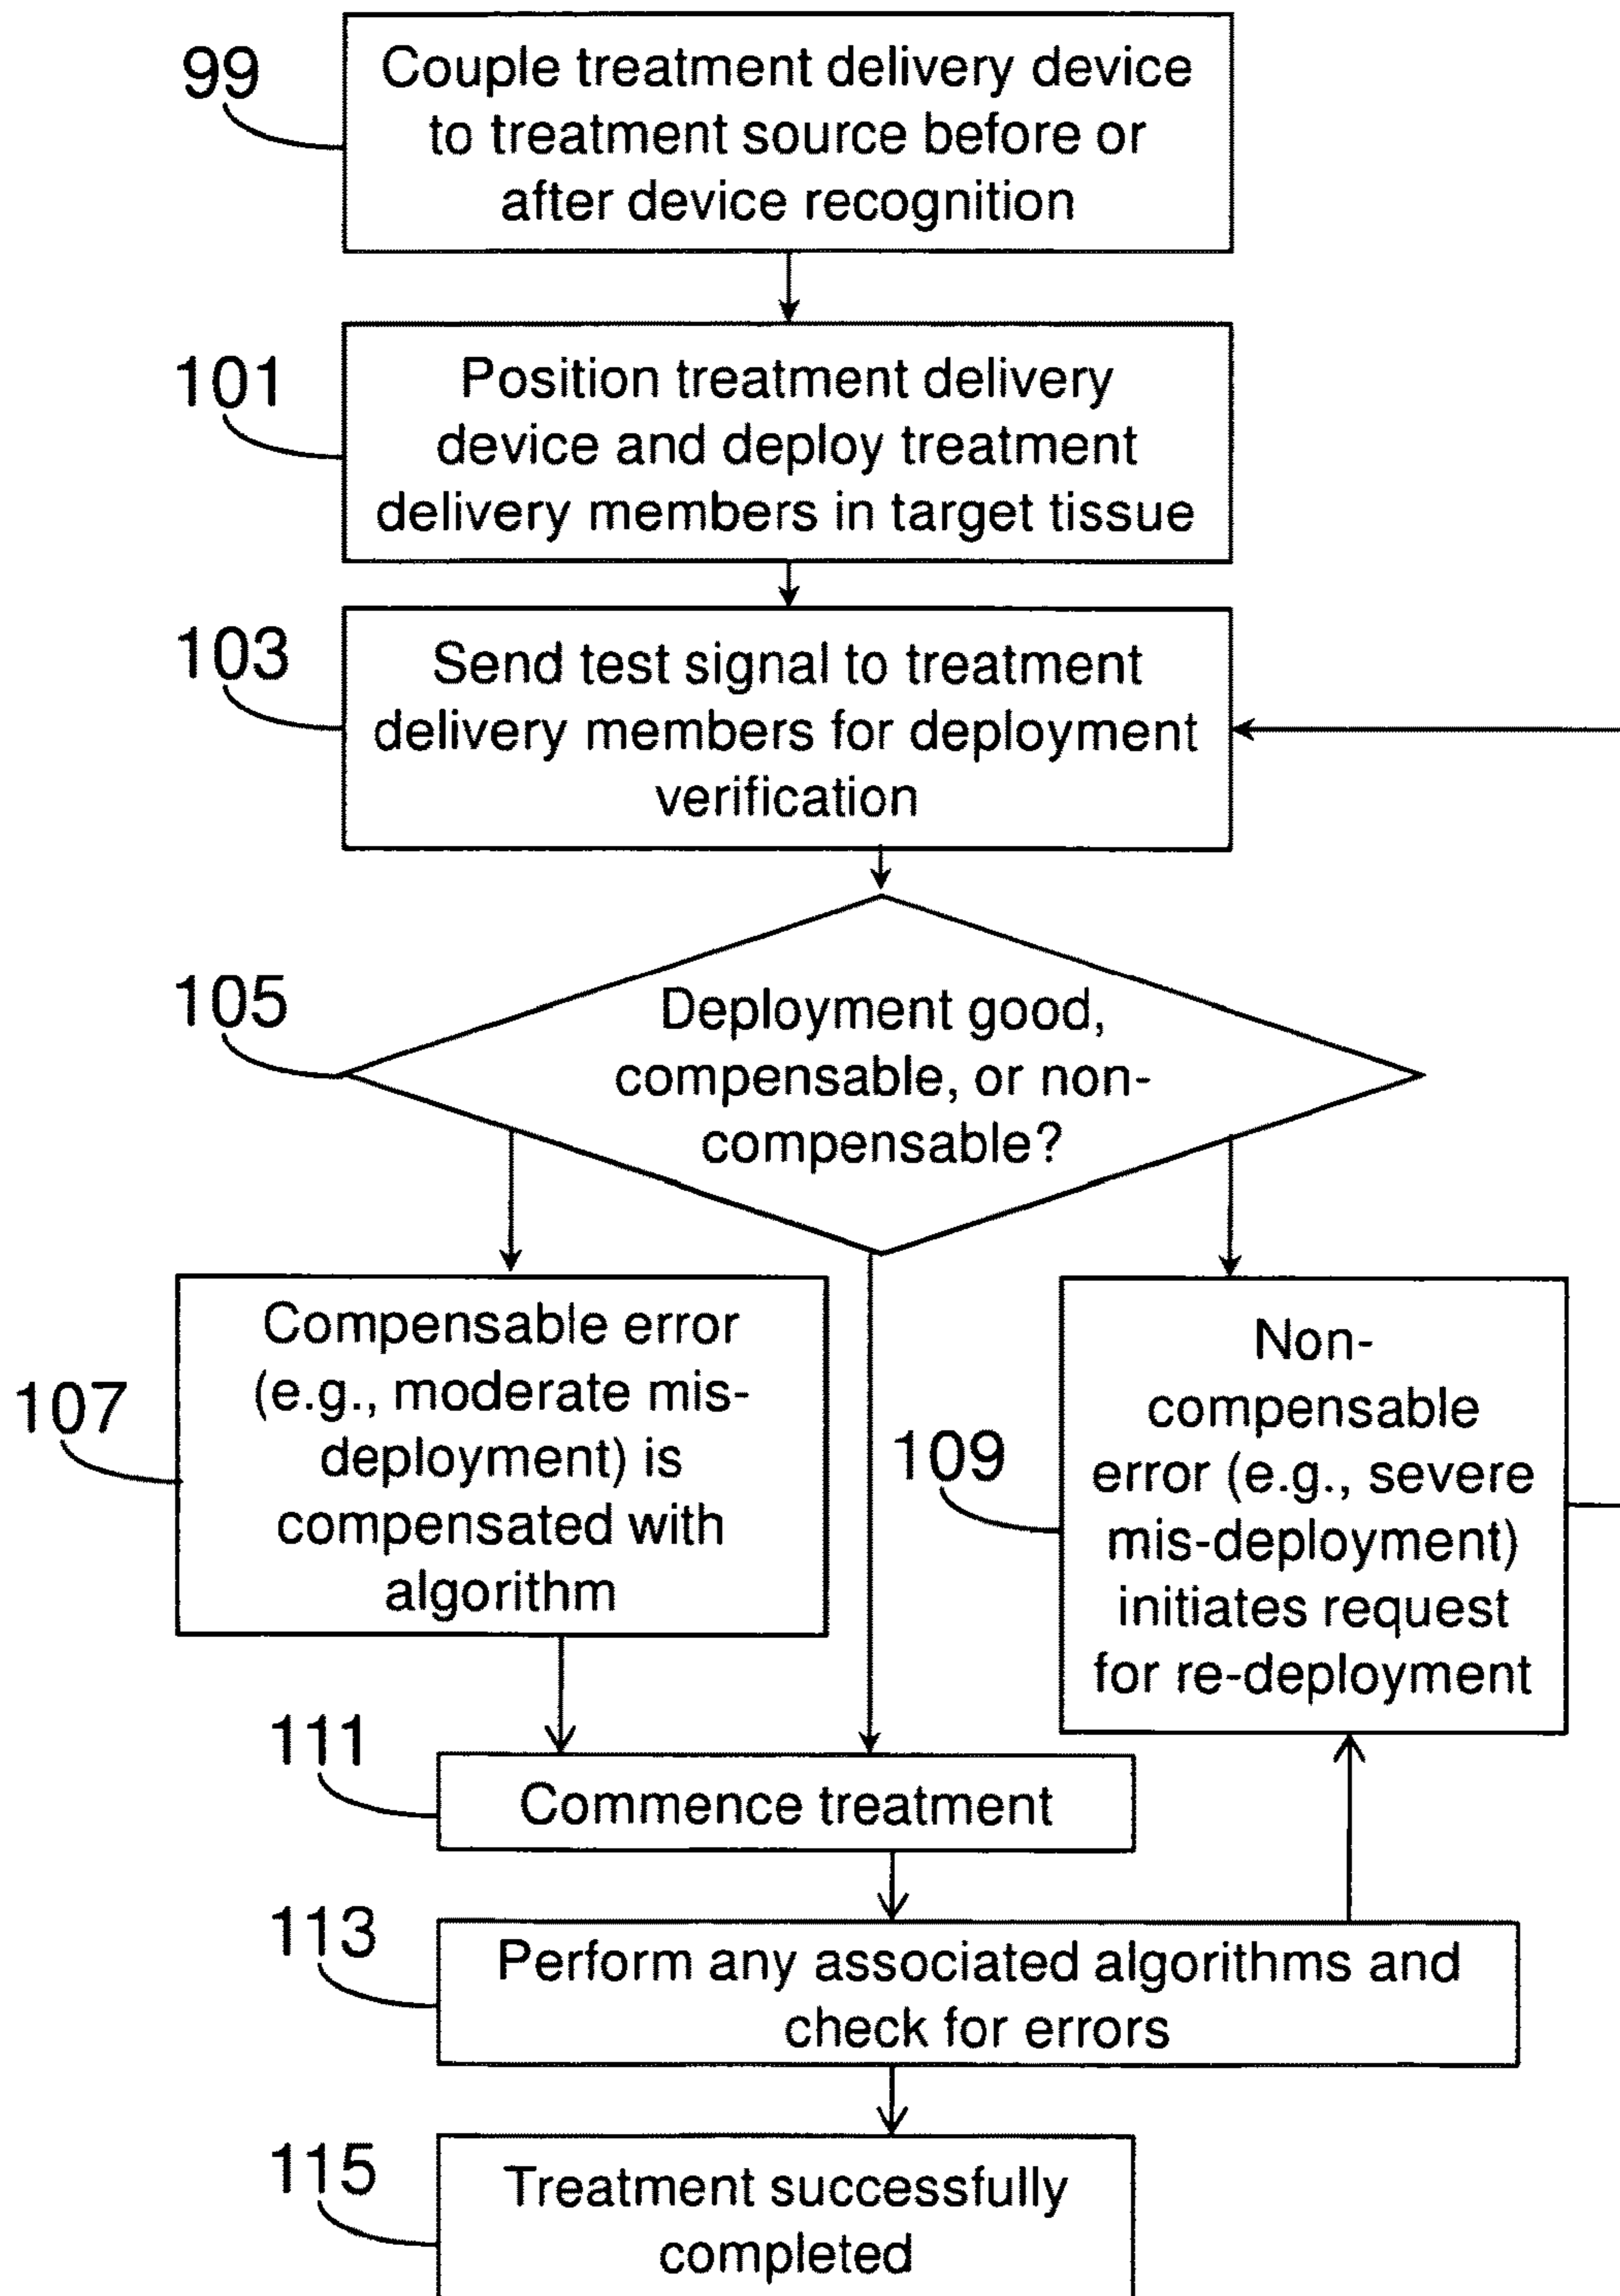 99
Couple treatment delivery device
to treatment source before or
after device recognition
101
Position treatment delivery
device and deploy treatment
delivery members in target tissue
103
Send test signal to treatment
delivery members for deployment
verification
105
Deployment good,
compensable, or non-
compensable?
107
Compensable error
(e.g., moderate mis-
deployment) is
compensated with
algorithm
109
Non-
compensable
error (e.g., severe
mis-deployment)
initiates request
for re-deployment
111
Commence treatment
113
Perform any associated algorithms and
check for errors
115
Treatment successfully
completed